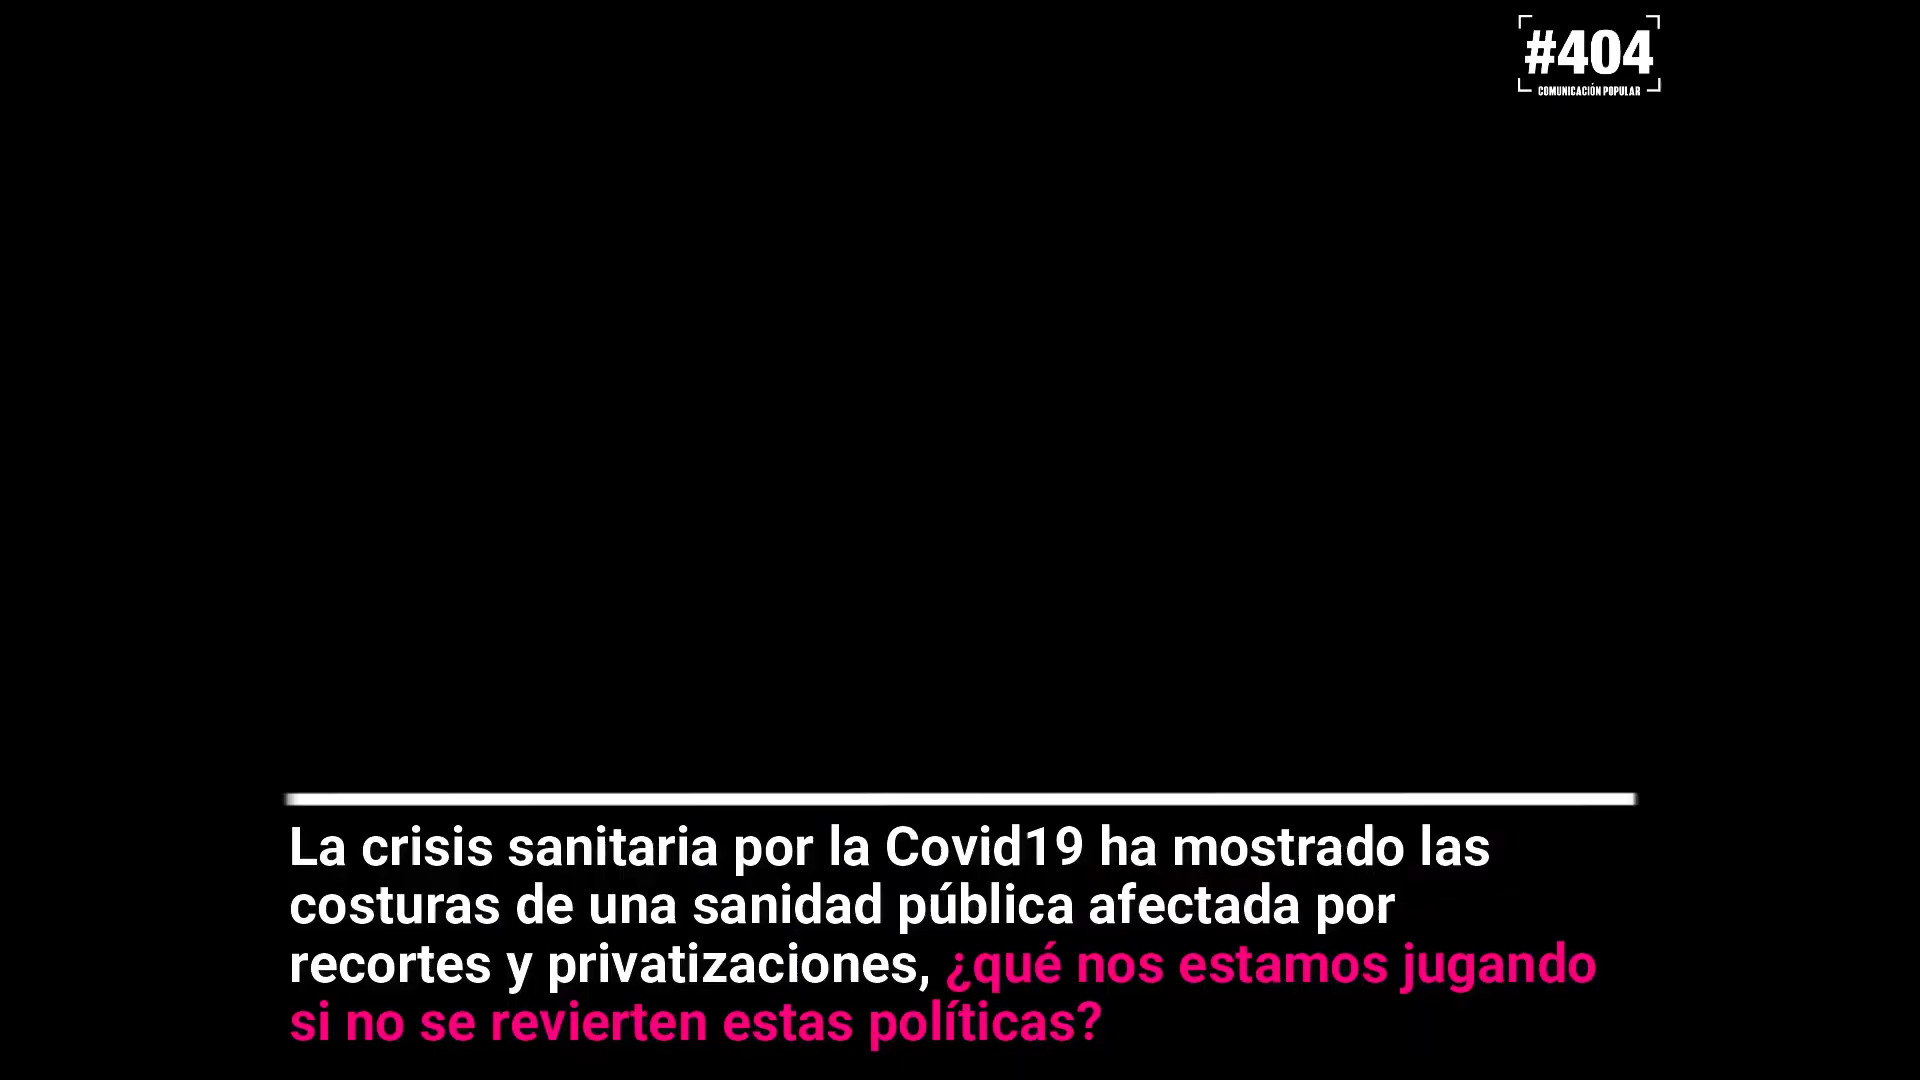 #404
COMUNICACIÓN POPULAR
La crisis sanitaria por la Covid19 ha mostrado las
costuras de una sanidad pública afectada por
recortes y privatizaciones, ¿qué nos estamos jugando
si no se revierten estas políticas?